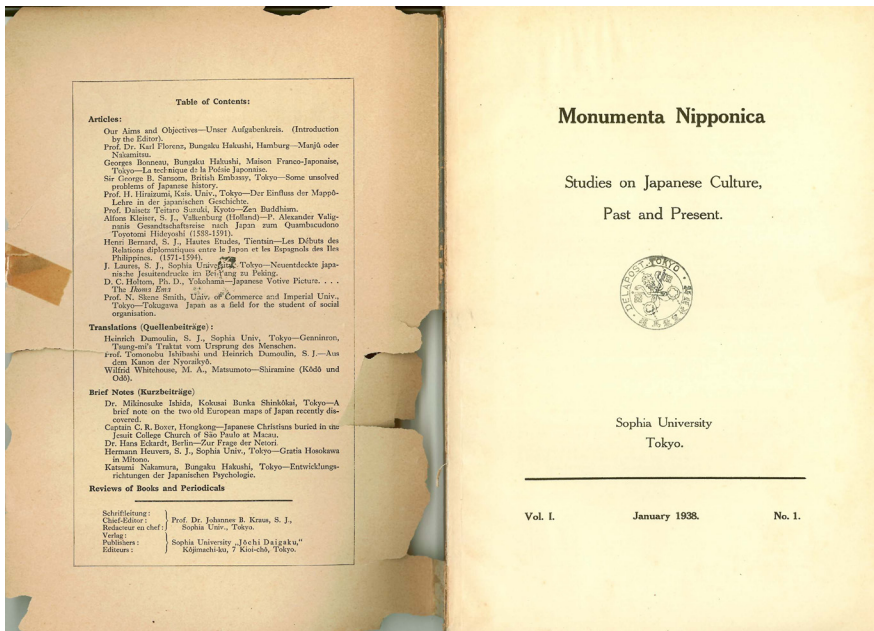 Table of Contents:
Articles:
Our Aims and Objectives—Unser Aufgabenkreis. (Introduction
by the Editor).
Prof. Dr. Karl Florenz, Bungaku Hakushi, Hamburg—Manjû oder
Nakamitsu.
Georges Bonneau, Bungaku Hakushi, Maison Franco-Japonaise,
Tokyo—La technique de la Poésie Japonaise.
Sir George B. Sansom, British Embassy, Tokyo—Some unsolved
problems of Japanese history.
Prof. H. Hiraizumi, Kais. Univ., Tokyo—Der Einfluss der Mappô-
Lehre in der japanischen Geschichte.
Prof. Daisetz Teitaro Suzuki, Kyoto—Zen Buddhism.
Alfons Kleiser, S. J., Valkenburg (Holland)—P. Alexander Valig-
nanis Gesandtschaftsreise nach Japan zum Quambacudono
Toyotomi Hideyoshi (1588-1591).
Henri Bernard, S. J., Hautes Etudes, Tientsin—Les Débuts des
Relations diplomatiques entre le Japon et les Espagnols des Iles
Philippines. (1571-1594).
J. Laures, S. J., Sophia University, Tokyo—Neuentdeckte japa-
nische Jesuitendrucke im Bei-Tang zu Peking.
D. C. Holtom, Ph. D., Yokohama—Japanese Votive Picture. . . .
The Ikoma Ema
Prof. N. Skene Smith, Univ. of Commerce and Imperial Univ.,
Tokyo—Tokugawa Japan as a field for the student of social
organisation.
Translations (Quellenbeiträge) :
Heinrich Dumoulin, S. J., Sophia Univ, Tokyo—Genninron,
Tsung-mi's Traktat vom Ursprung des Menschen.
Prof. Tomonobu Ishibashi und Heinrich Dumoulin, S. J.—Aus
dem Kanon der Nyoraikyô.
Wilfrid Whitehouse, M. A., Matsumoto—Shiramine (Kôdô und
Odô).
Brief Notes (Kurzbeiträge)
Dr. Mikinosuke Ishida, Kokusai Bunka Shinkôkai, Tokyo—A
brief note on the two old European maps of Japan recently dis-
covered.
Captain C. R. Boxer, Hongkong—Japanese Christians buried in the
Jesuit College Church of São Paulo at Macau.
Dr. Hans Eckardt, Berlin—Zur Frage der Netori.
Hermann Heuvers, S. J., Sophia Univ., Tokyo—Gratia Hosokawa
in Mitono.
Katsumi Nakamura, Bungaku Hakushi, Tokyo—Entwicklungs-
richtungen der Japanischen Psychologie.
Reviews of Books and Periodicals
Schriftleitung :
Chief-Editor : Prof. Dr. Johannes B. Kraus, S. J.,
Redacteur en chef : Sophia Univ., Tokyo.
Verlag :
Publishers : Sophia University „Jôchi Daigaku,"
Editeurs : Kôjimachi-ku, 7 Kioi-chô, Tokyo.
Monumenta Nipponica
Studies on Japanese Culture,
Past and Present.
DELAPOST·TOKYO
Sophia University
Tokyo.
Vol. I. January 1938. No. 1.